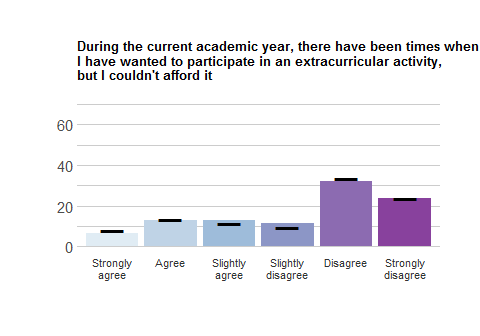 During the current academic year, there have been times when
I have wanted to participate in an extracurricular activity,
but I couldn't afford it
60
40
20
0
Strongly
agree
Agree
Slightly
agree
Slightly
disagree
Disagree
Strongly
disagree